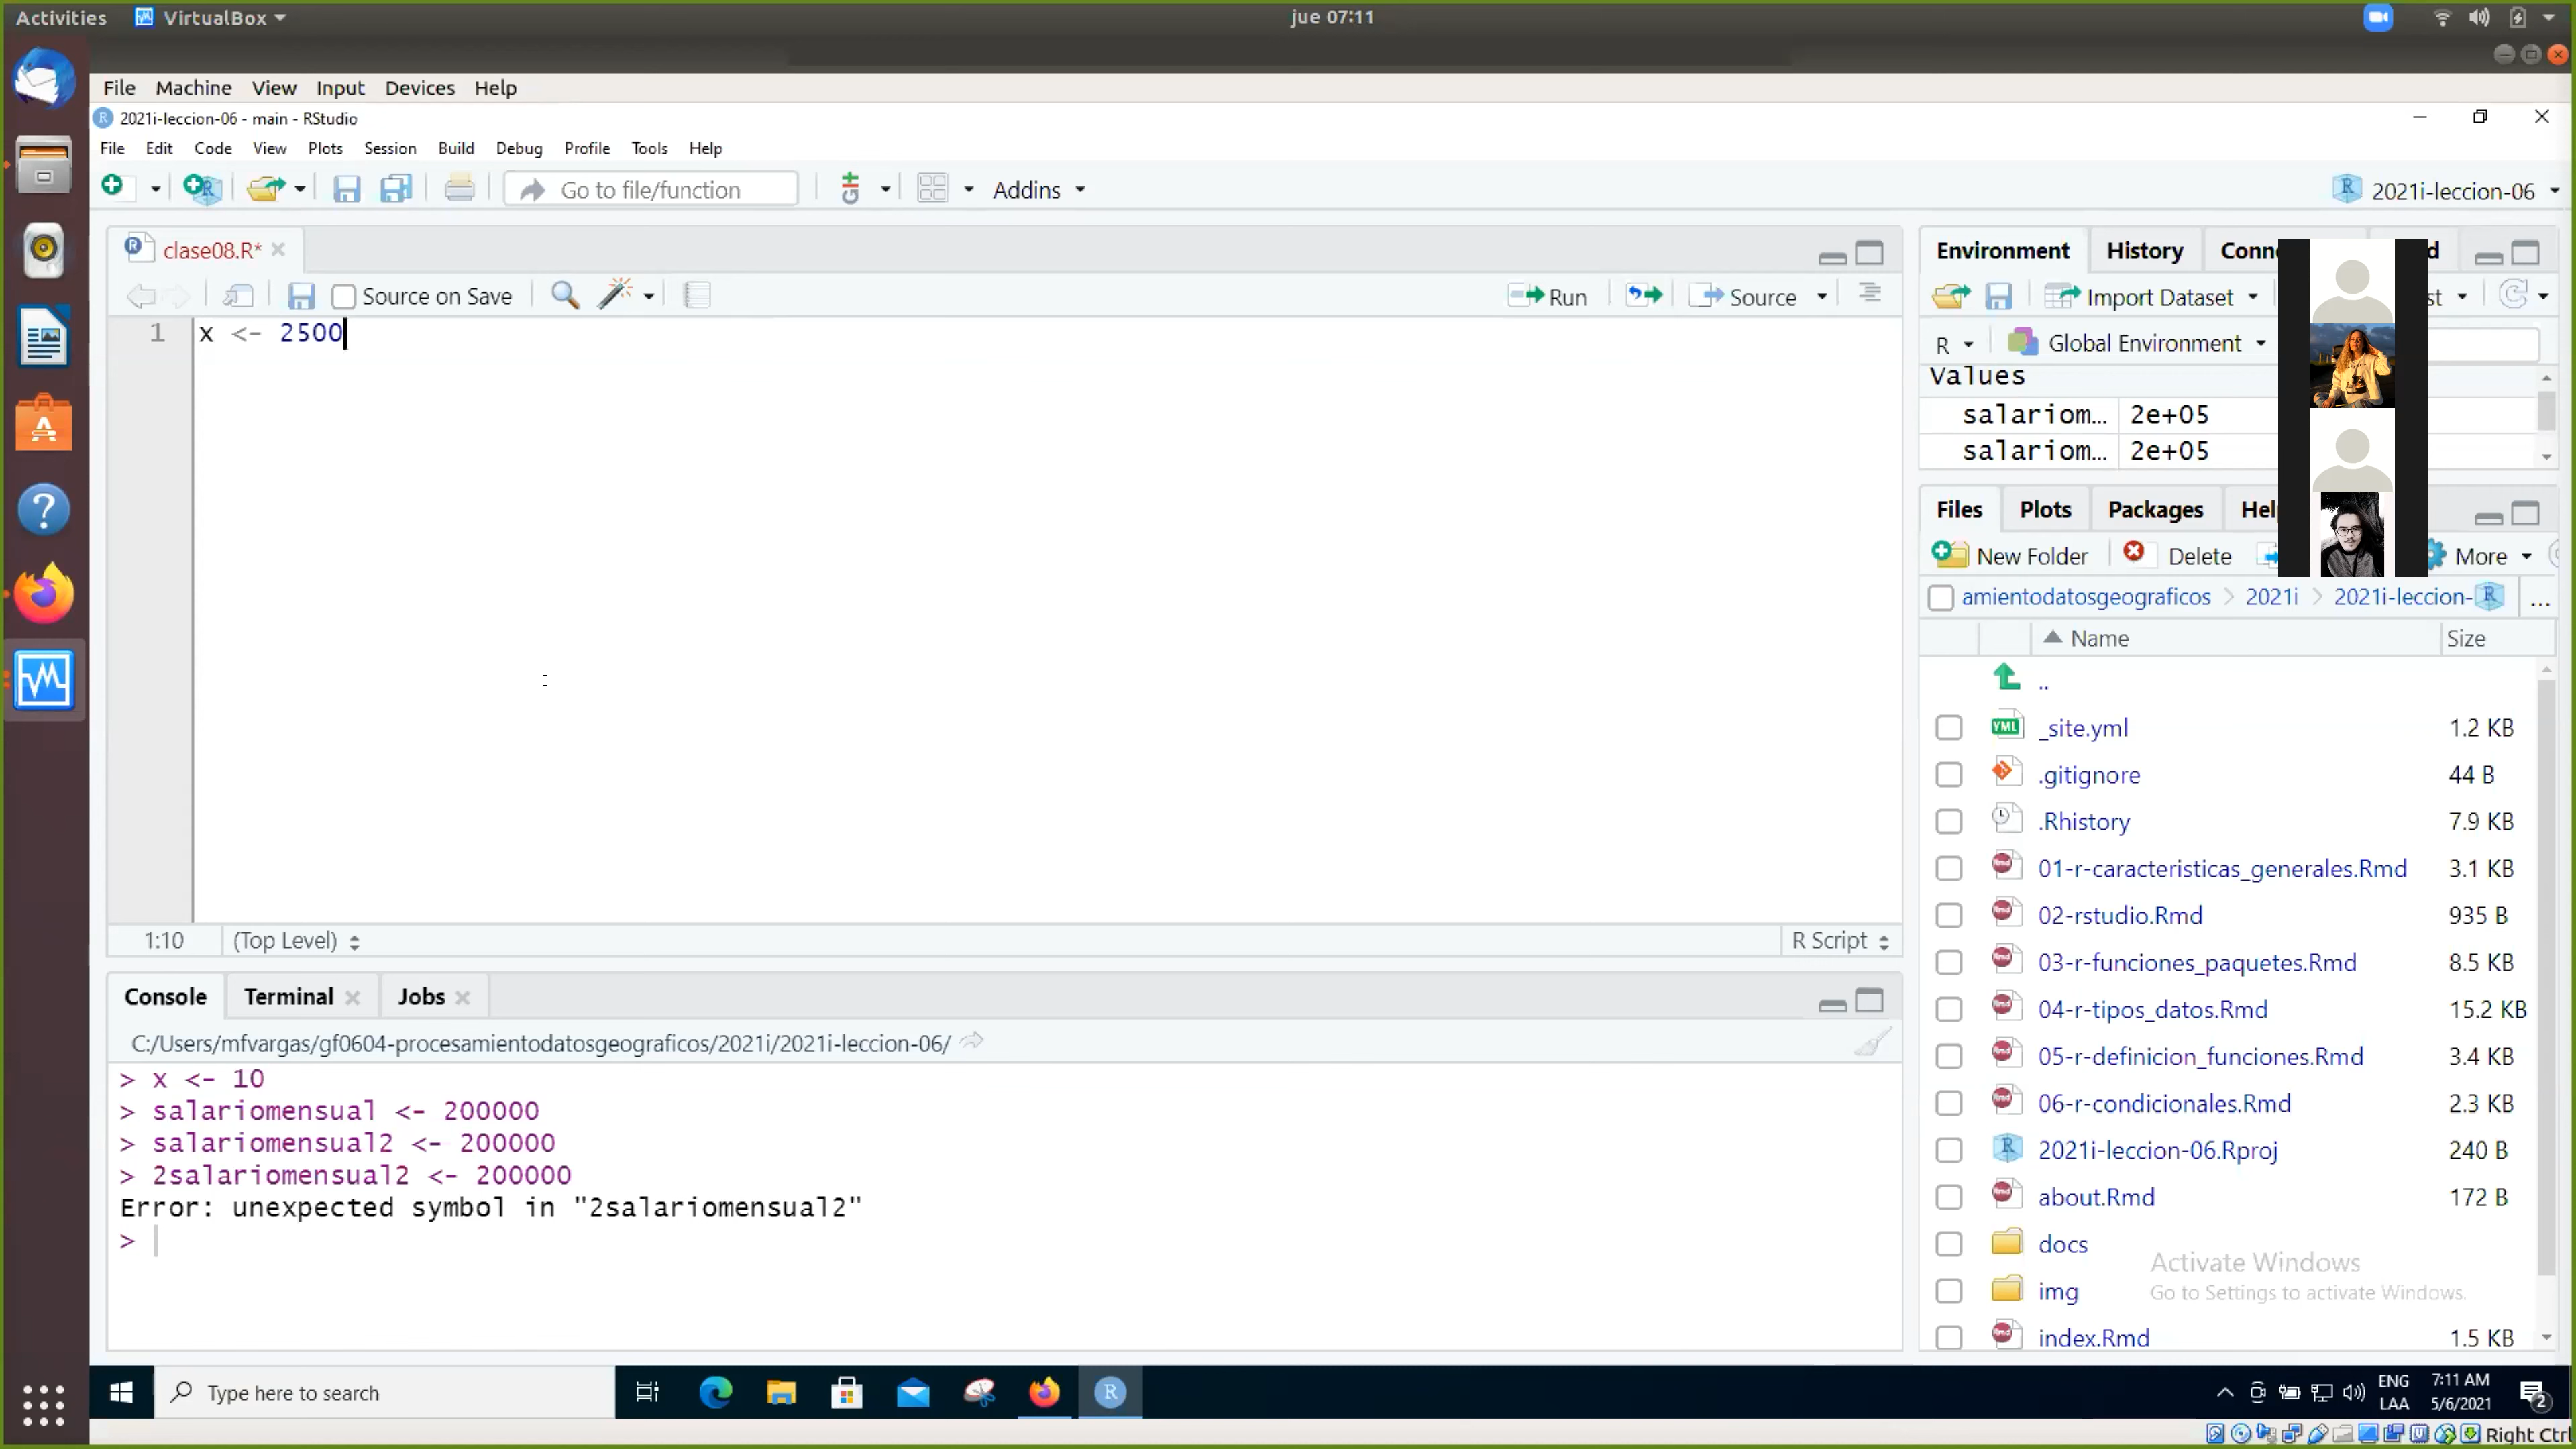 Activities VirtualBox jue 07:11
File Machine View Input Devices Help
2021i-leccion-06 - main - RStudio
File Edit Code View Plots Session Build Debug Profile Tools Help
Go to file/function Addins 2021i-leccion-06
clase08.R*
Source on Save Run Source
1 x <- 2500
1:10 (Top Level) R Script
Console Terminal Jobs
C:/Users/mfvargas/gf0604-procesamientodatosgeograficos/2021i/2021i-leccion-06/
> x <- 10
> salariomensual <- 200000
> salariomensual2 <- 200000
> 2salariomensual2 <- 200000
Error: unexpected symbol in "2salariomensual2"
>
Environment History Conne d
Import Dataset st
R Global Environment
Values
salariom... 2e+05
salariom... 2e+05
Files Plots Packages Help
New Folder Delete More
amientodatosgeograficos > 2021i > 2021i-leccion- ...
Name Size
..
_site.yml 1.2 KB
.gitignore 44 B
.Rhistory 7.9 KB
01-r-caracteristicas_generales.Rmd 3.1 KB
02-rstudio.Rmd 935 B
03-r-funciones_paquetes.Rmd 8.5 KB
04-r-tipos_datos.Rmd 15.2 KB
05-r-definicion_funciones.Rmd 3.4 KB
06-r-condicionales.Rmd 2.3 KB
2021i-leccion-06.Rproj 240 B
about.Rmd 172 B
docs
img
index.Rmd 1.5 KB
Activate Windows
Go to Settings to activate Windows.
Type here to search
ENG 7:11 AM
LAA 5/6/2021 2
Right Ctrl